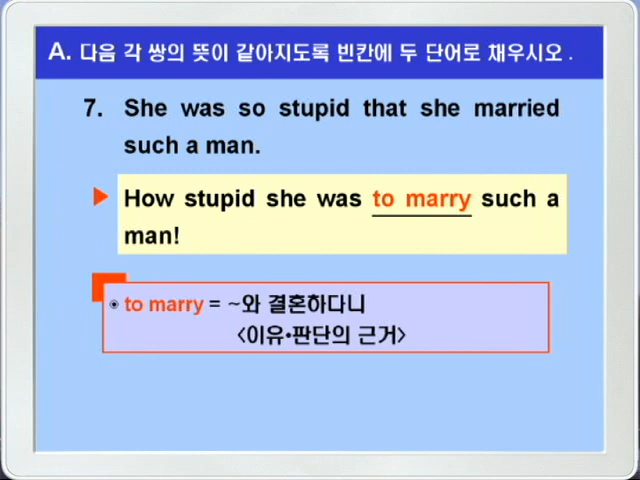 A. 다음 각 쌍의 뜻이 같아지도록 빈칸에 두 단어로 채우시오 .
7. She was so stupid that she married
such a man.
How stupid she was to marry such a
man!
to marry = ~와 결혼하다니
<이유•판단의 근거>